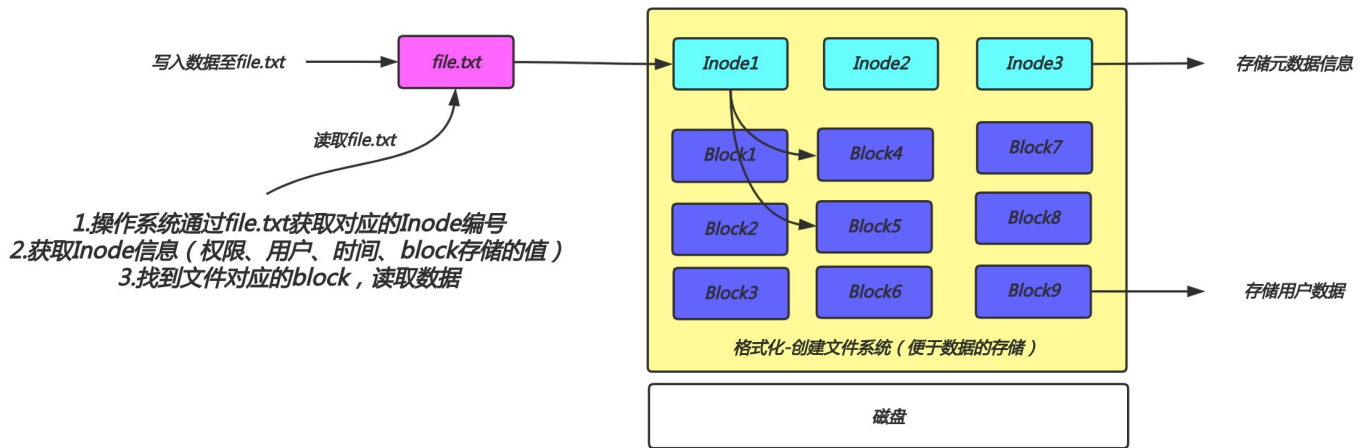 写入数据至file.txt
file.txt
Inode1
Inode2
Inode3
存储元数据信息
读取file.txt
Block1
Block4
Block7
1.操作系统通过file.txt获取对应的Inode编号
2.获取Inode信息（权限、用户、时间、block存储的值）
3.找到文件对应的block，读取数据
Block2
Block5
Block8
Block3
Block6
Block9
存储用户数据
格式化-创建文件系统（便于数据的存储）
磁盘